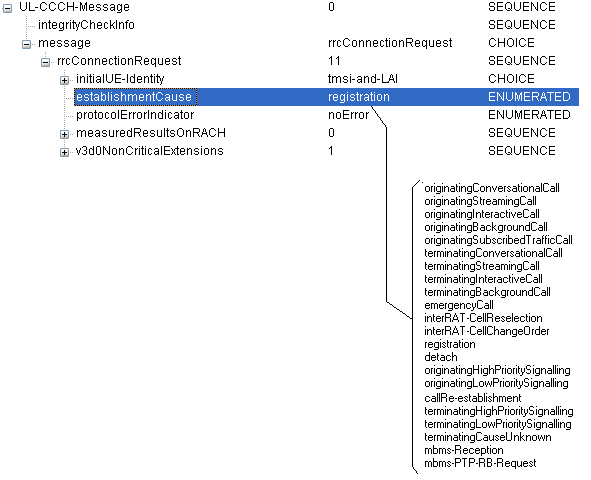 UL-CCCH-Message 0 SEQUENCE
integrityCheckInfo SEQUENCE
message rrcConnectionRequest CHOICE
rrcConnectionRequest 11 SEQUENCE
initialUE-Identity tmsi-and-LAI CHOICE
establishmentCause registration ENUMERATED
protocolErrorIndicator noError ENUMERATED
measuredResultsOnRACH 0 SEQUENCE
v3d0NonCriticalExtensions 1 SEQUENCE
originatingConversationalCall
originatingStreamingCall
originatingInteractiveCall
originatingBackgroundCall
originatingSubscribedTrafficCall
terminatingConversationalCall
terminatingStreamingCall
terminatingInteractiveCall
terminatingBackgroundCall
emergencyCall
interRAT-CellReselection
interRAT-CellChangeOrder
registration
detach
originatingHighPrioritySignalling
originatingLowPrioritySignalling
callRe-establishment
terminatingHighPrioritySignalling
terminatingLowPrioritySignalling
terminatingCauseUnknown
mbms-Reception
mbms-PTP-RB-Request